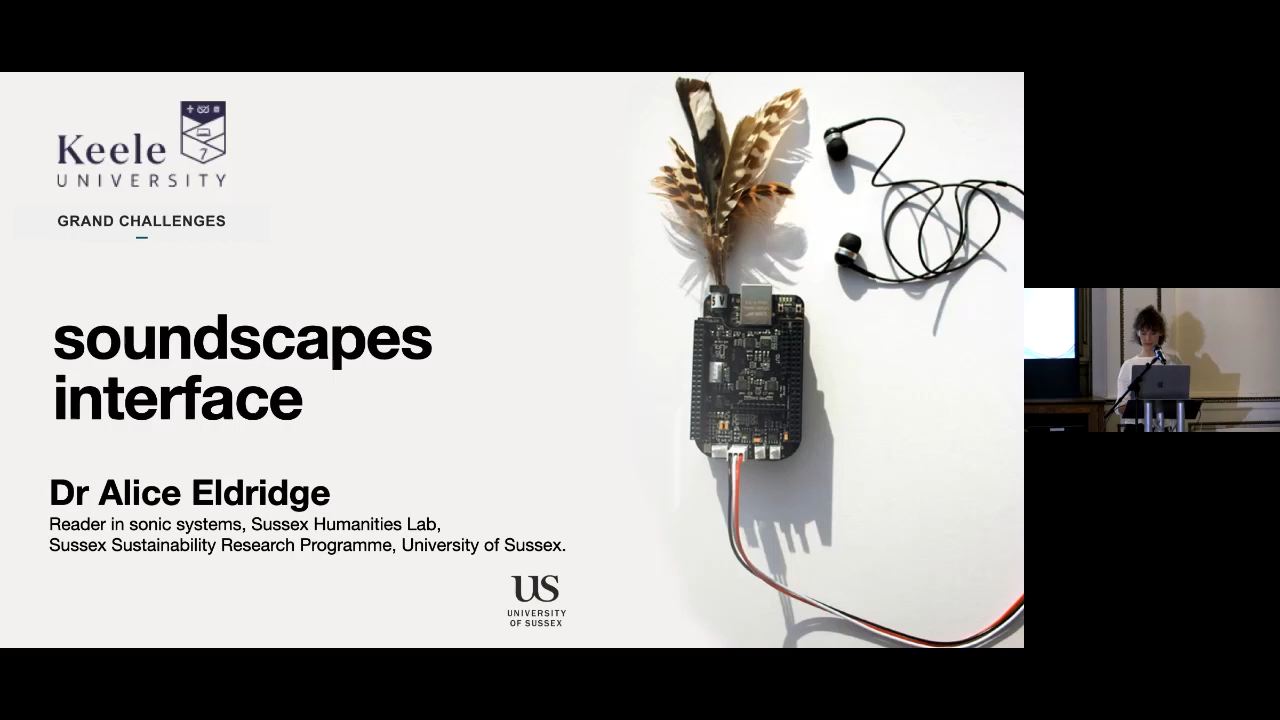 Keele
UNIVERSITY
GRAND CHALLENGES
soundscapes
interface
Dr Alice Eldridge
Reader in sonic systems, Sussex Humanities Lab,
Sussex Sustainability Research Programme, University of Sussex.
US
UNIVERSITY
OF SUSSEX
5 V